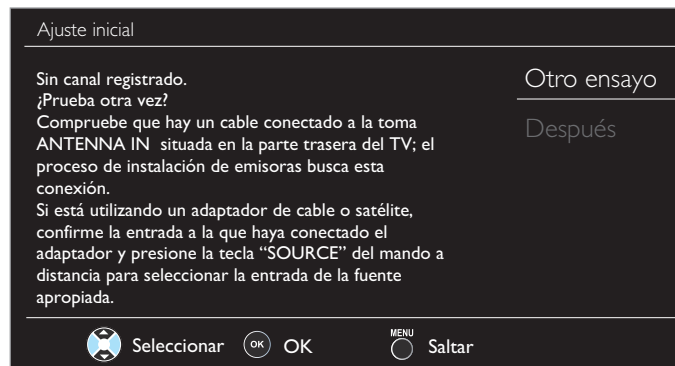 Ajuste inicial
Sin canal registrado.
¿Prueba otra vez?
Compruebe que hay un cable conectado a la toma
ANTENNA IN situada en la parte trasera del TV; el
proceso de instalación de emisoras busca esta
conexión.
Si está utilizando un adaptador de cable o satélite,
confirme la entrada a la que haya conectado el
adaptador y presione la tecla “SOURCE” del mando a
distancia para seleccionar la entrada de la fuente
apropiada.
Otro ensayo
Después
Seleccionar OK OK MENU Saltar